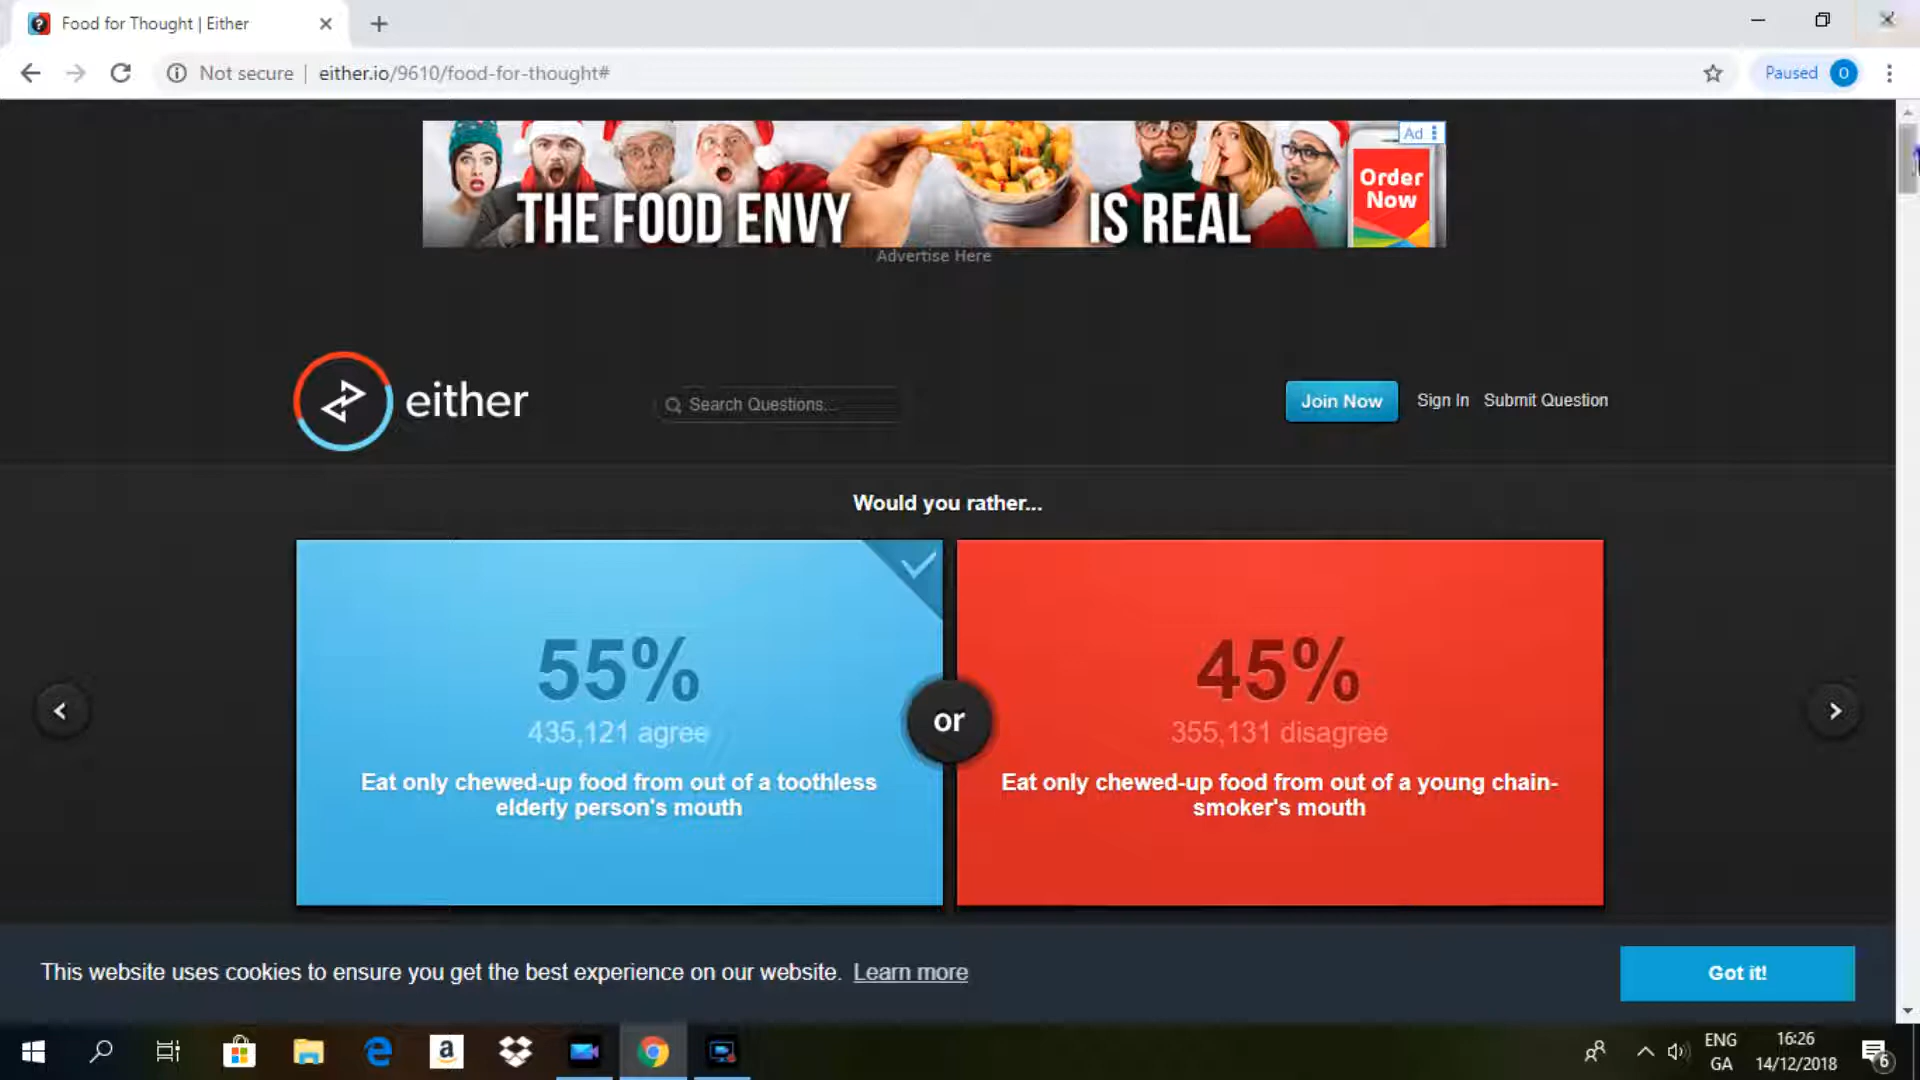 Food for Thought | Either
Not secure | either.io/9610/food-for-thought#
Paused
O
Ad
THE FOOD ENVY IS REAL
Order
Now
Advertise Here
either
Search Questions...
Join Now
Sign In
Submit Question
Would you rather...
55%
435,121 agree
Eat only chewed-up food from out of a toothless
elderly person's mouth
or
45%
355,131 disagree
Eat only chewed-up food from out of a young chain-
smoker's mouth
This website uses cookies to ensure you get the best experience on our website. Learn more
Got it!
ENG
GA
16:26
14/12/2018
6